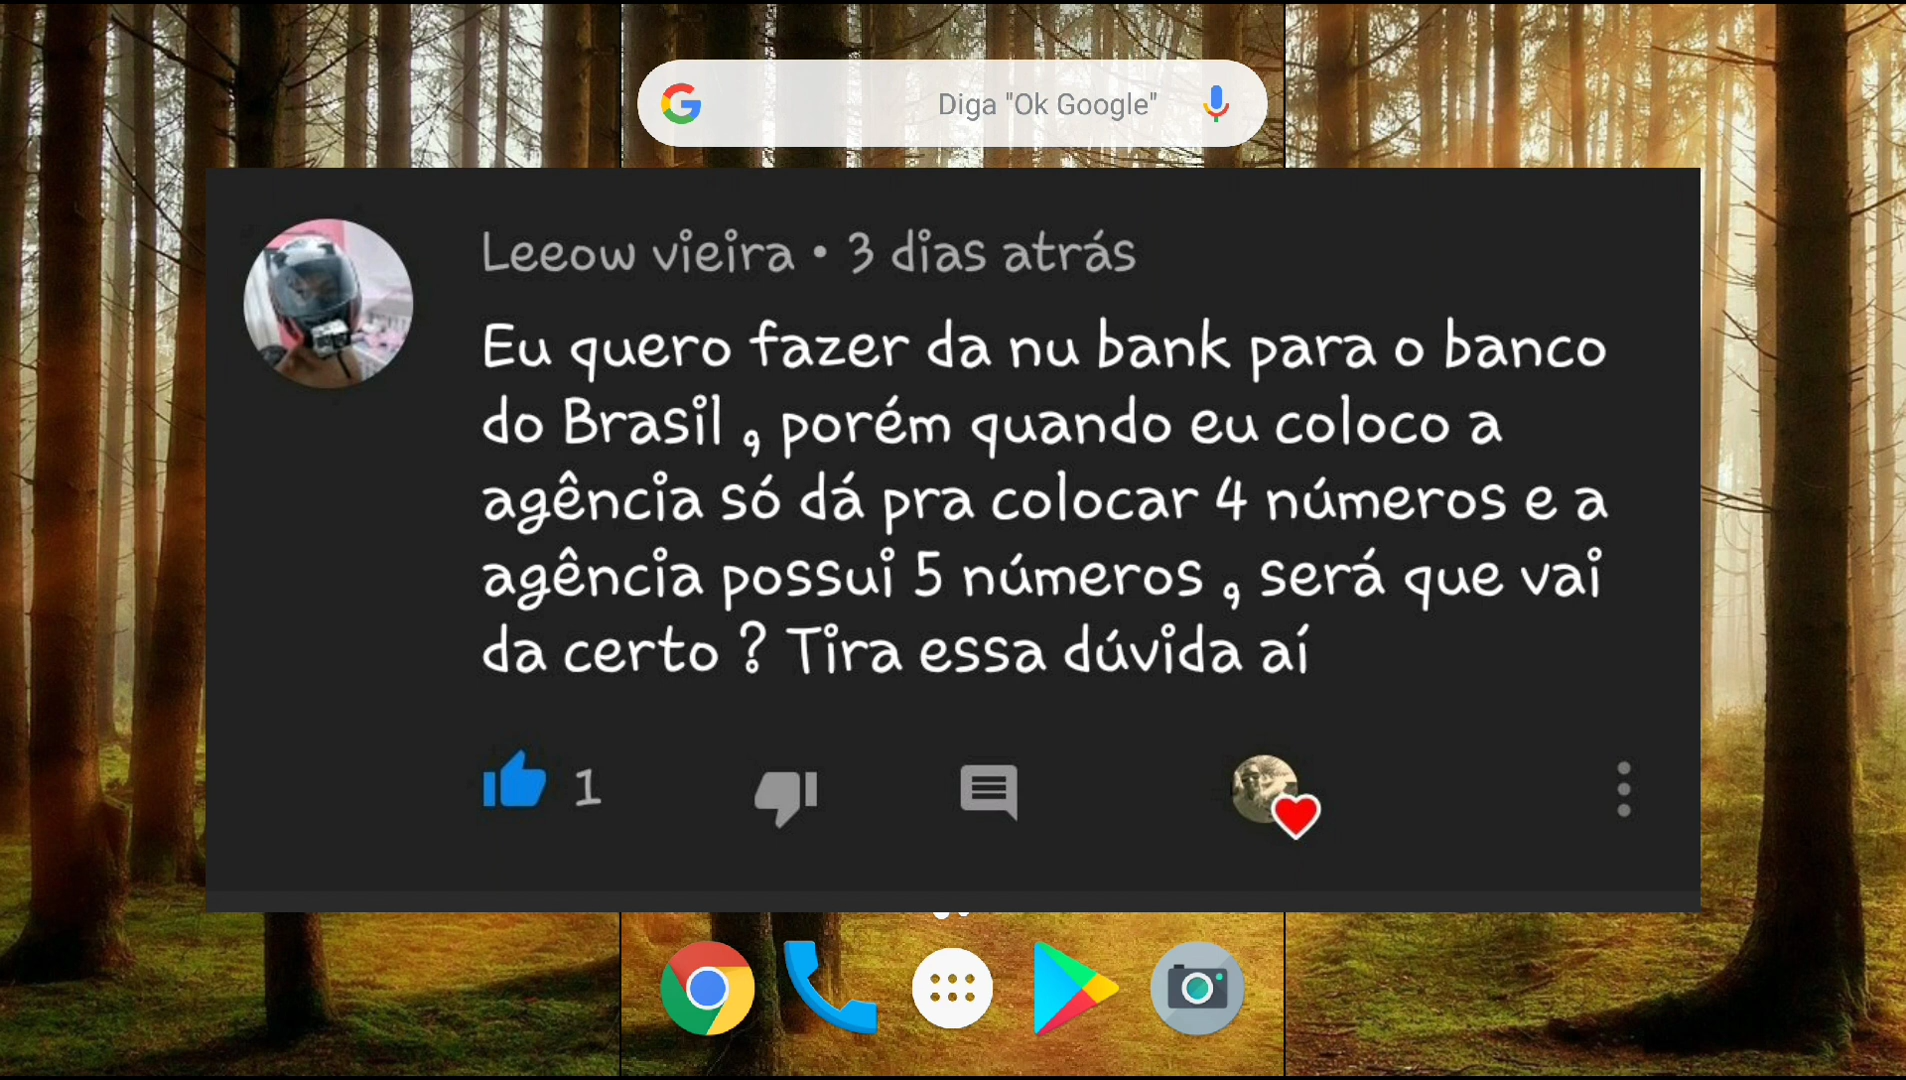 Diga "Ok Google"
Leeow vieira • 3 dias atrás
Eu quero fazer da nu bank para o banco
do Brasil , porém quando eu coloco a
agência só dá pra colocar 4 números e a
agência possui 5 números , será que vai
da certo ? Tira essa dúvida aí
1